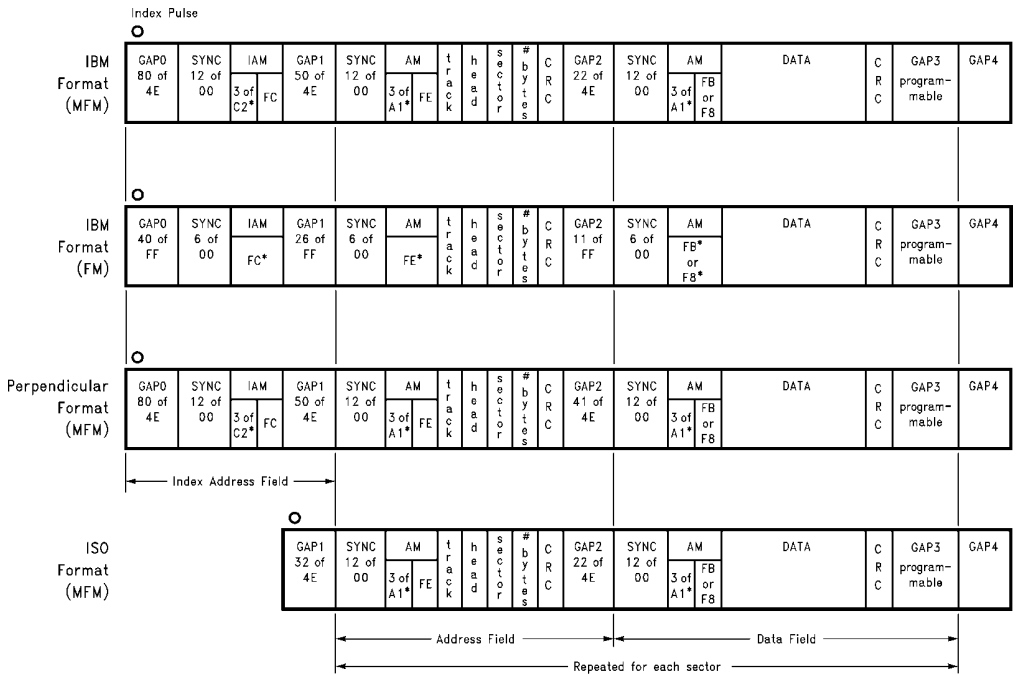 Index Pulse
IBM Format (MFM)
GAP0 80 of 4E
SYNC 12 of 00
IAM
3 of C2*
FC
GAP1 50 of 4E
SYNC 12 of 00
AM
3 of A1*
FE
track
head
sector
# bytes
CRC
GAP2 22 of 4E
SYNC 12 of 00
AM
3 of A1*
FB or F8
DATA
CRC
GAP3 program- mable
GAP4
IBM Format (FM)
GAP0 40 of FF
SYNC 6 of 00
IAM
FC*
GAP1 26 of FF
SYNC 6 of 00
AM
FE*
track
head
sector
# bytes
CRC
GAP2 11 of FF
SYNC 6 of 00
AM
FB* or F8*
DATA
CRC
GAP3 program- mable
GAP4
Perpendicular Format (MFM)
GAP0 80 of 4E
SYNC 12 of 00
IAM
3 of C2*
FC
GAP1 50 of 4E
SYNC 12 of 00
AM
3 of A1*
FE
track
head
sector
# bytes
CRC
GAP2 41 of 4E
SYNC 12 of 00
AM
3 of A1*
FB or F8
DATA
CRC
GAP3 program- mable
GAP4
Index Address Field
ISO Format (MFM)
GAP1 32 of 4E
SYNC 12 of 00
AM
3 of A1*
FE
track
head
sector
# bytes
CRC
GAP2 22 of 4E
SYNC 12 of 00
AM
3 of A1*
FB or F8
DATA
CRC
GAP3 program- mable
GAP4
Address Field
Data Field
Repeated for each sector